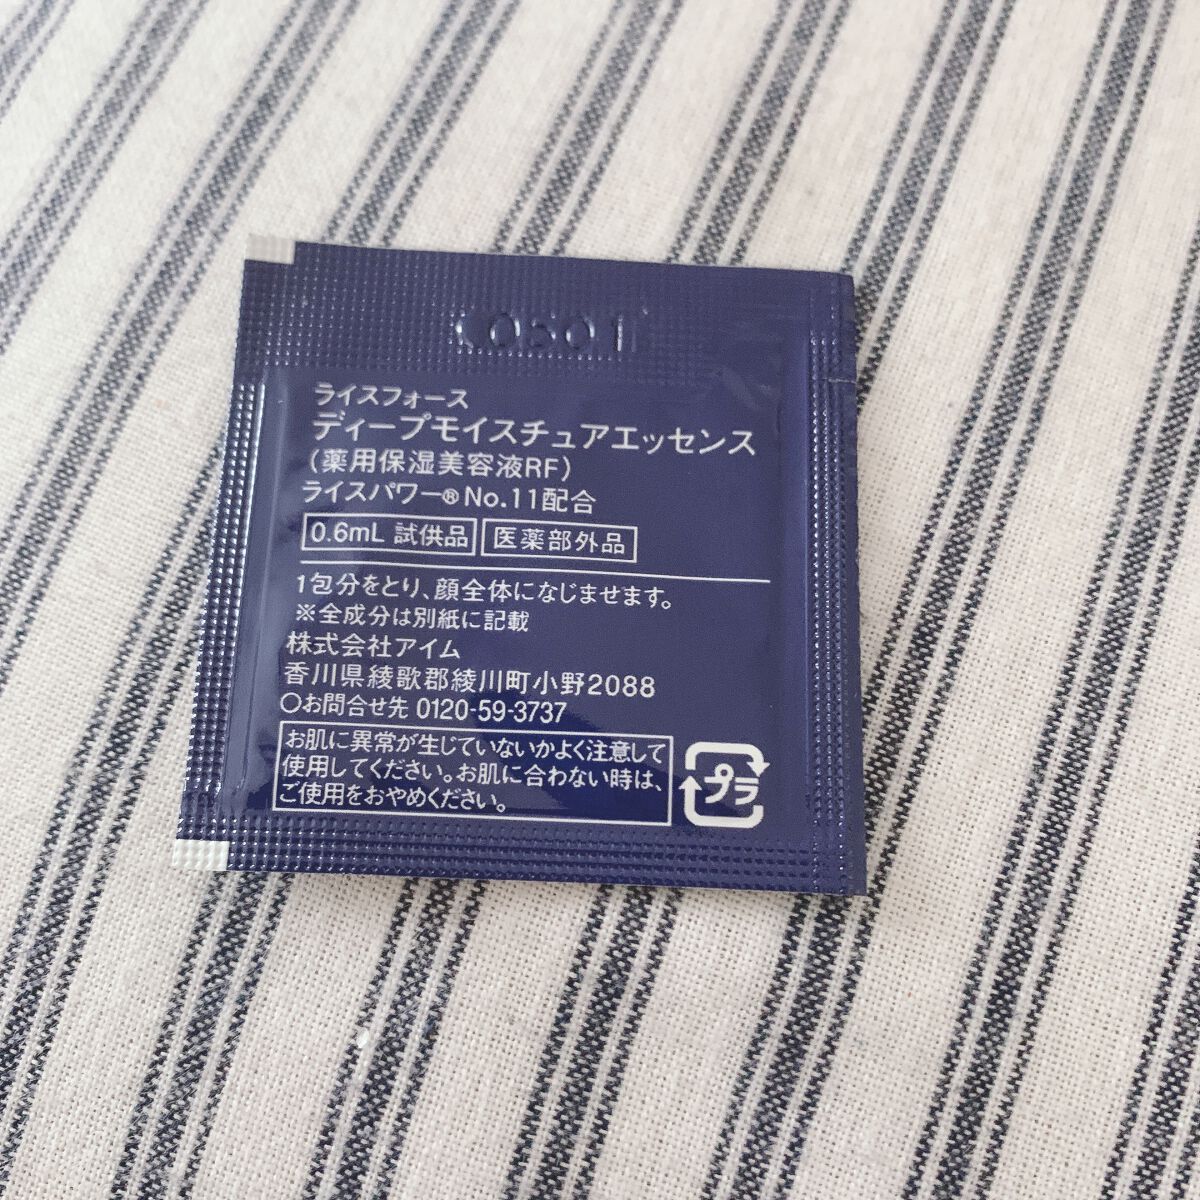 ライスフォース
ディープモイスチュアエッセンス
(薬用保湿美容液RF)
ライスパワー®No.11配合
0.6mL 試供品 医薬部外品
1包分をとり、顔全体になじませます。
※全成分は別紙に記載
株式会社アイム
香川県綾歌郡綾川町小野2088
○お問合せ先 0120-59-3737
お肌に異常が生じていないかよく注意して
使用してください。お肌に合わない時は、
ご使用をおやめください。
プラ